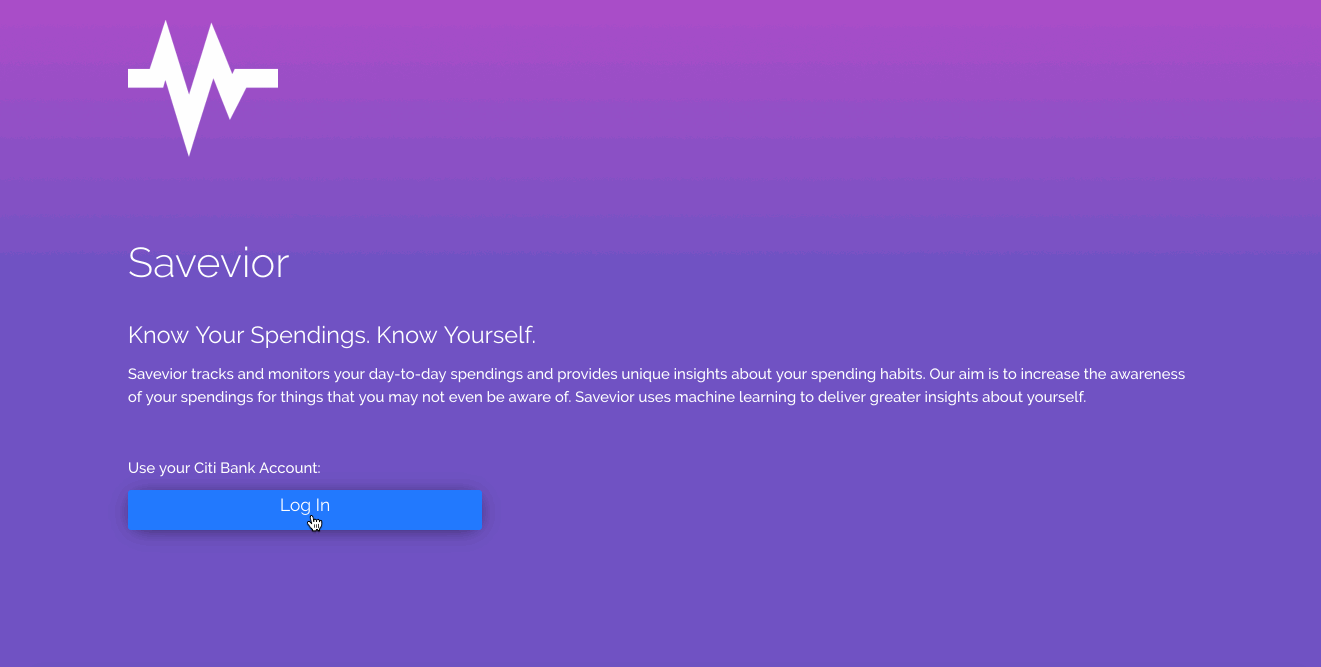 Savevior
Know Your Spendings. Know Yourself.
Savevior tracks and monitors your day-to-day spendings and provides unique insights about your spending habits. Our aim is to increase the awareness
of your spendings for things that you may not even be aware of. Savevior uses machine learning to deliver greater insights about yourself.
Use your Citi Bank Account:
Log In